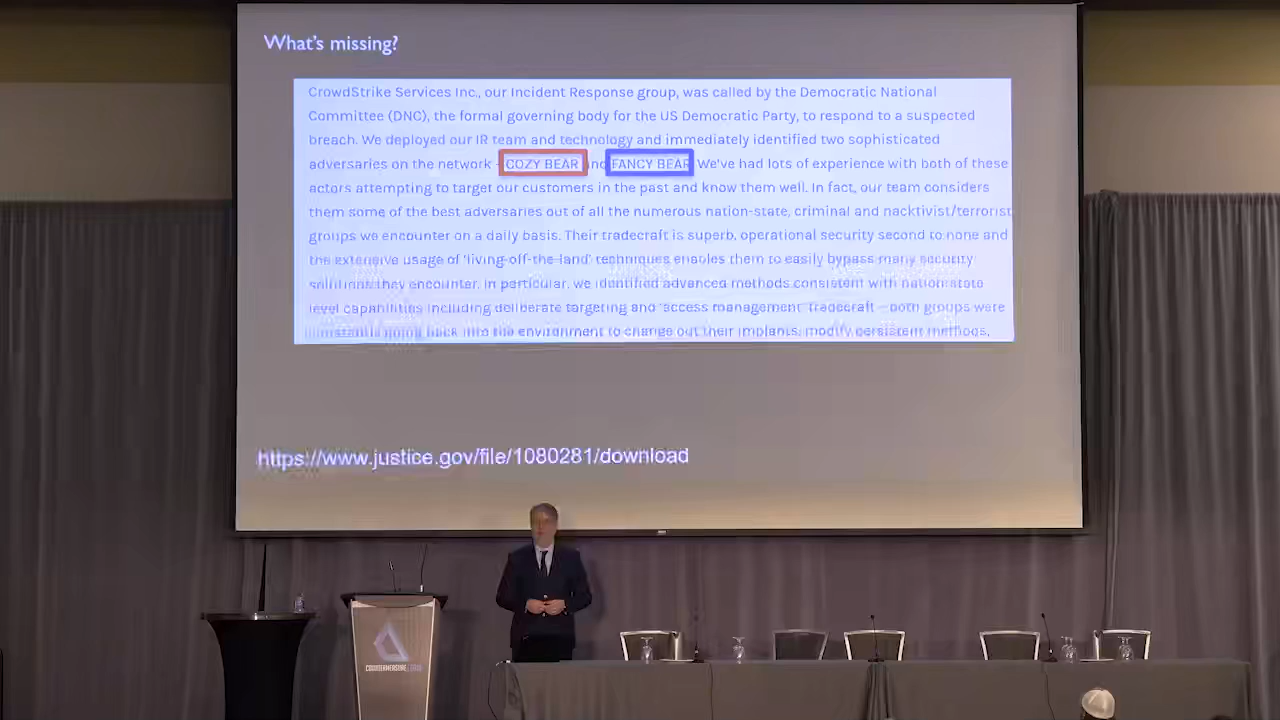 What's missing?
CrowdStrike Services Inc., our Incident Response group, was called by the Democratic National
Committee (DNC), the formal governing body for the US Democratic Party, to respond to a suspected
breach. We deployed our IR team and technology and immediately identified two sophisticated
adversaries on the network - COZY BEAR and FANCY BEAR. We've had lots of experience with both of these
actors attempting to target our customers in the past and know them well. In fact, our team considers
them some of the best adversaries out of all the numerous nation-state, criminal and hacktivist/terrorist
groups we encounter on a daily basis. Their tradecraft is superb, operational security second to none and
the extensive usage of 'living-off-the-land' techniques enables them to easily bypass many security
solutions they encounter. In particular, we identified advanced methods consistent with nation-state
level capabilities including deliberate targeting and 'access management' tradecraft - both groups were
back into the environment to change out their implants, modify persistent methods,
https://www.justice.gov/file/1080281/download
COUNTERMEASURE